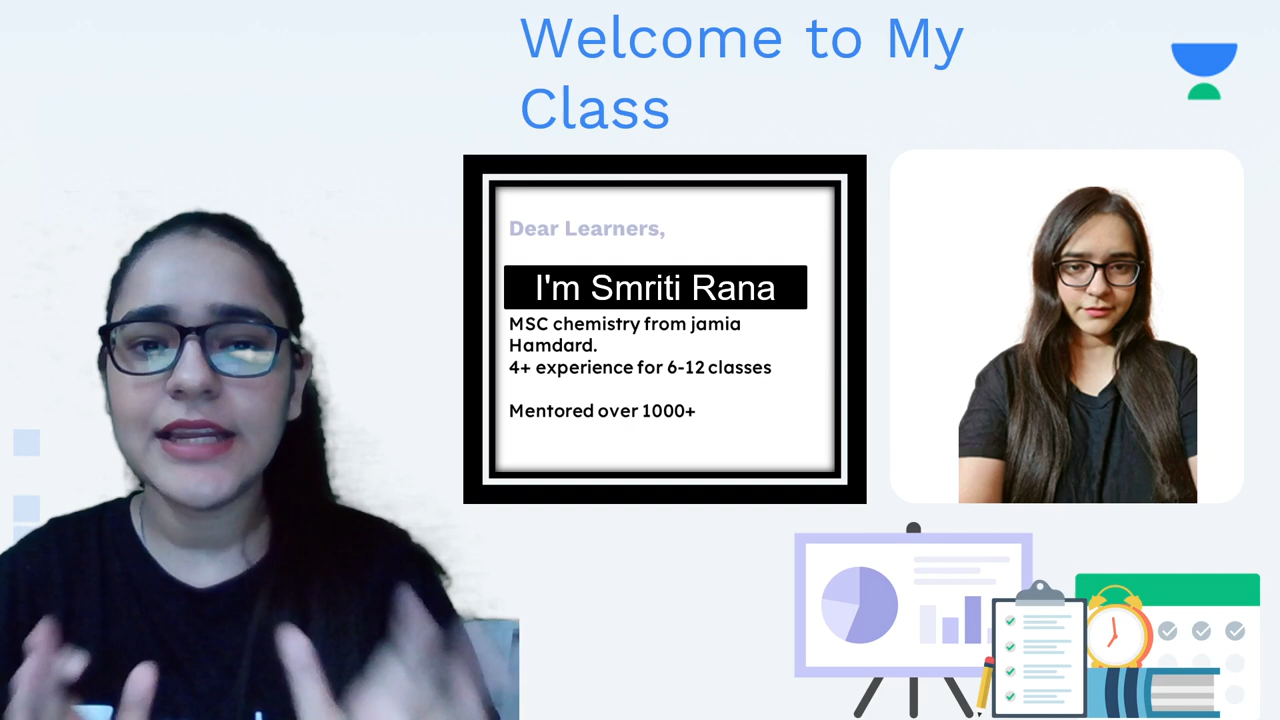 Welcome to My
Class
Dear Learners,
I'm Smriti Rana
MSC chemistry from jamia
Hamdard.
4+ experience for 6-12 classes
Mentored over 1000+